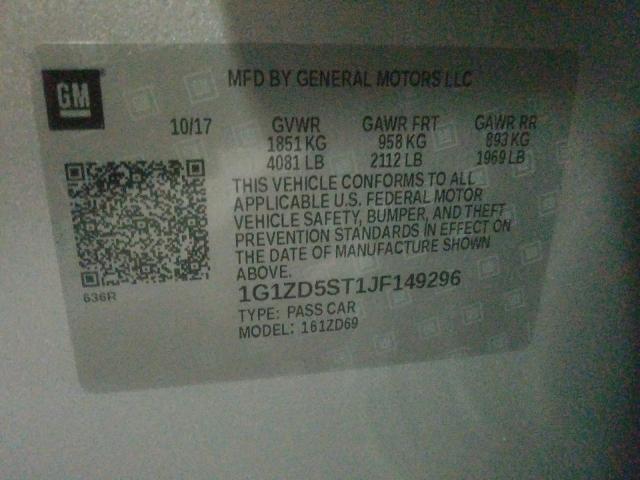 GM
MFD BY GENERAL MOTORS LLC
10/17 GVWR GAWR FRT GAWR RR
1851 KG 958 KG 893 KG
4081 LB 2112 LB 1969 LB
THIS VEHICLE CONFORMS TO ALL
APPLICABLE U.S. FEDERAL MOTOR
VEHICLE SAFETY, BUMPER, AND THEFT
PREVENTION STANDARDS IN EFFECT ON
THE DATE OF MANUFACTURE SHOWN
ABOVE.
636R
1G1ZD5ST1JF149296
TYPE: PASS CAR
MODEL: 161ZD69